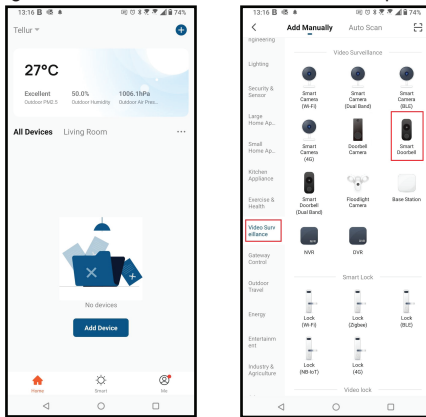 13:16
74%
Tellur
27°C
Excellent
50.0%
1006.1hPa
Outdoor PM2.5
Outdoor Humidity
Outdoor Air Pres...
All Devices
Living Room
No devices
Add Device
Home
Smart
Me
13:16
74%
Add Manually
Auto Scan
ngineering
Lighting
Security &
Sensor
Large
Home Ap...
Small
Home Ap...
Kitchen
Appliance
Exercise &
Health
Video Surv
eillance
Gateway
Control
Outdoor
Travel
Energy
Entertainm
ent
Industry &
Agriculture
Video Surveillance
Smart
Camera
(Wi-Fi)
Smart
Camera
(Dual Band)
Smart
Camera
(BLE)
Smart
Camera
(4G)
Doorbell
Camera
Smart
Doorbell
Smart
Doorbell
(Dual Band)
Floodlight
Camera
Base Station
NVR
DVR
Smart Lock
Lock
(Wi-Fi)
Lock
(Zigbee)
Lock
(BLE)
Lock
(NB-IoT)
Lock
(4G)
Video lock